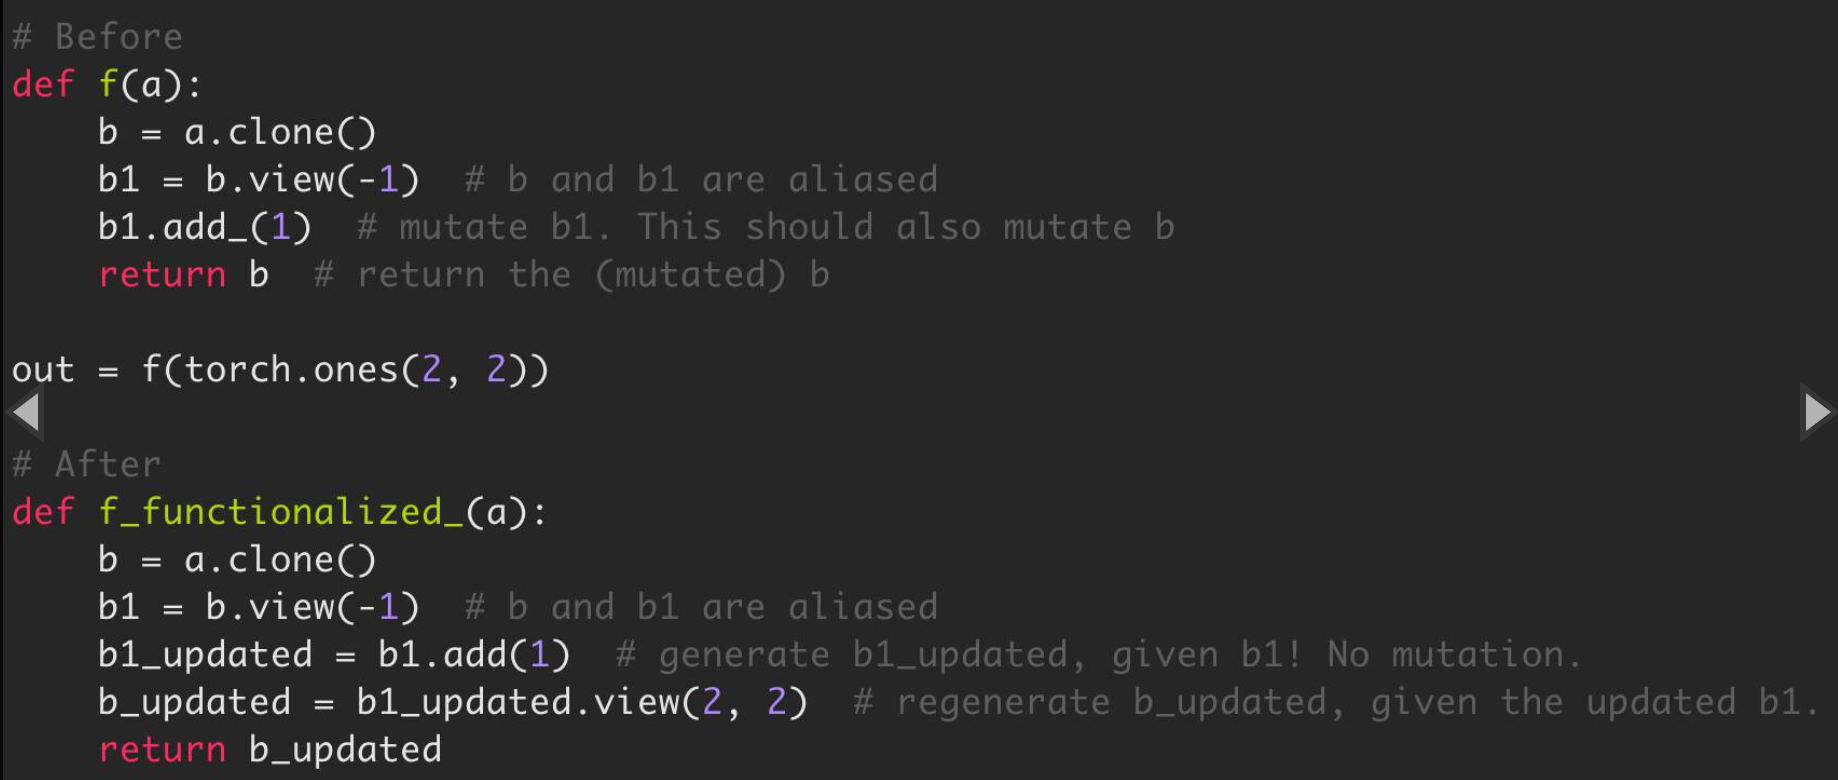 # Before
def f(a):
    b = a.clone()
    b1 = b.view(-1)  # b and b1 are aliased
    b1.add_(1)  # mutate b1. This should also mutate b
    return b  # return the (mutated) b
out = f(torch.ones(2, 2))
# After
def f_functionalized_(a):
    b = a.clone()
    b1 = b.view(-1)  # b and b1 are aliased
    b1_updated = b1.add(1)  # generate b1_updated, given b1! No mutation.
    b_updated = b1_updated.view(2, 2)  # regenerate b_updated, given the updated b1.
    return b_updated